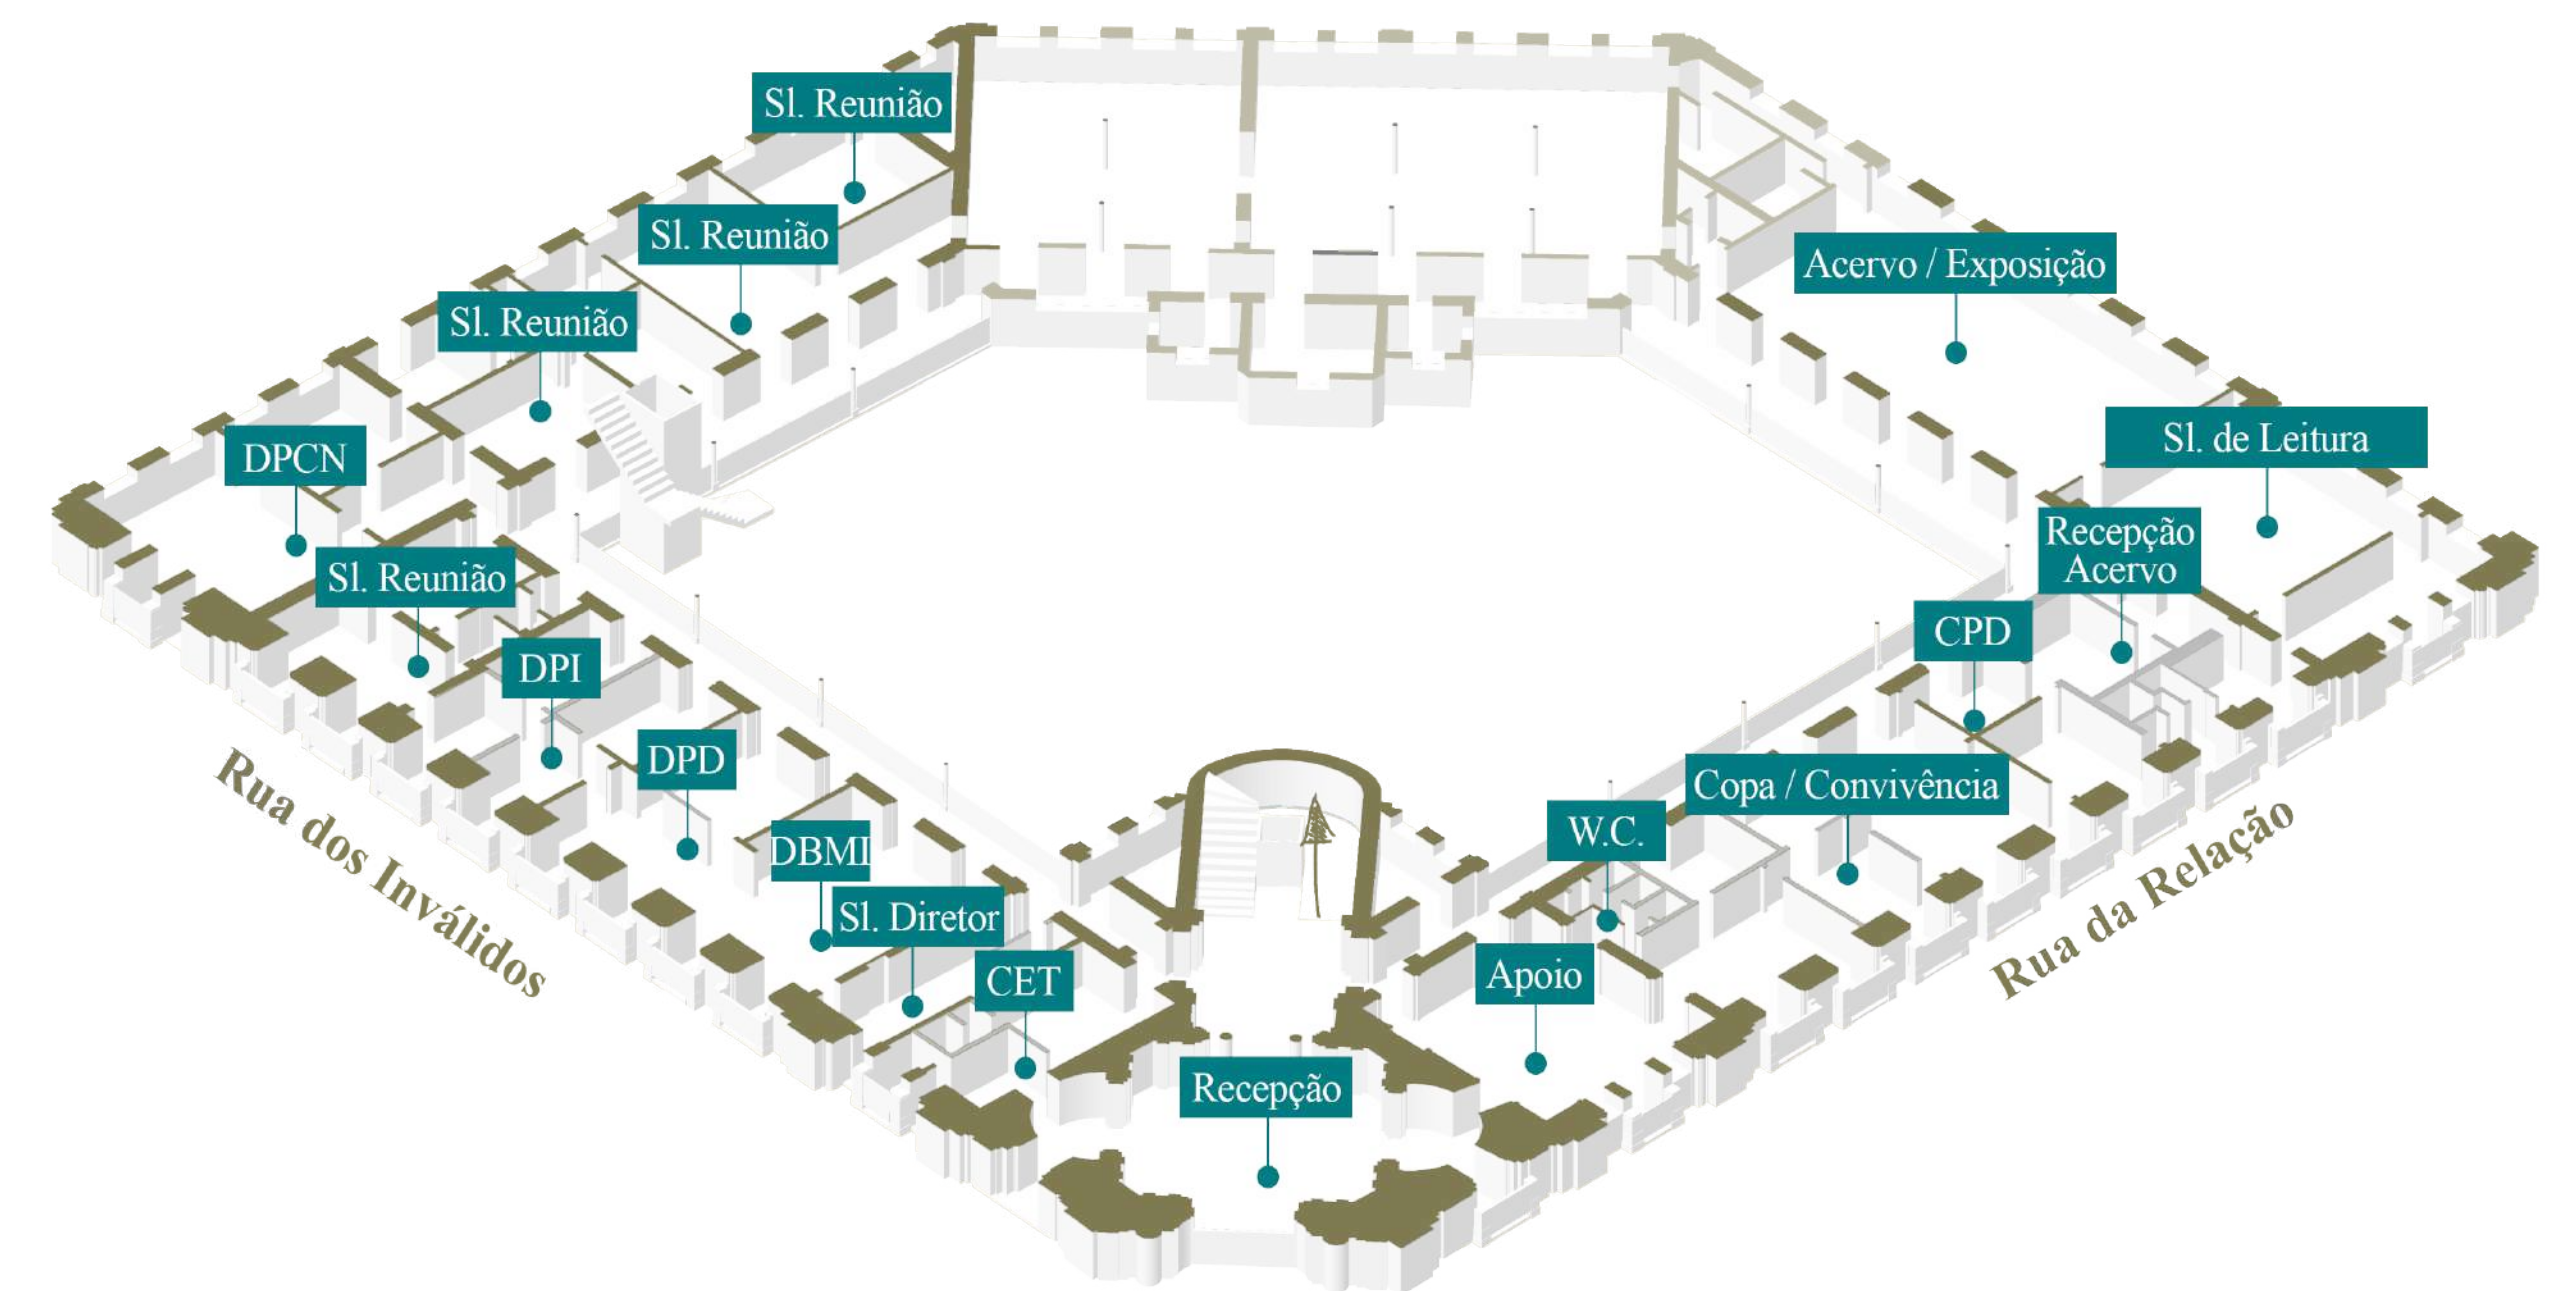 Sl. Reunião
Sl. Reunião
Acervo / Exposição
Sl. Reunião
Sl. de Leitura
DPCN
Recepção
Acervo
Sl. Reunião
CPD
DPI
DPD
Copa / Convivência
W.C.
DBMI
Sl. Diretor
CET
Apoio
Recepção
Rua dos Inválidos
Rua da Relação